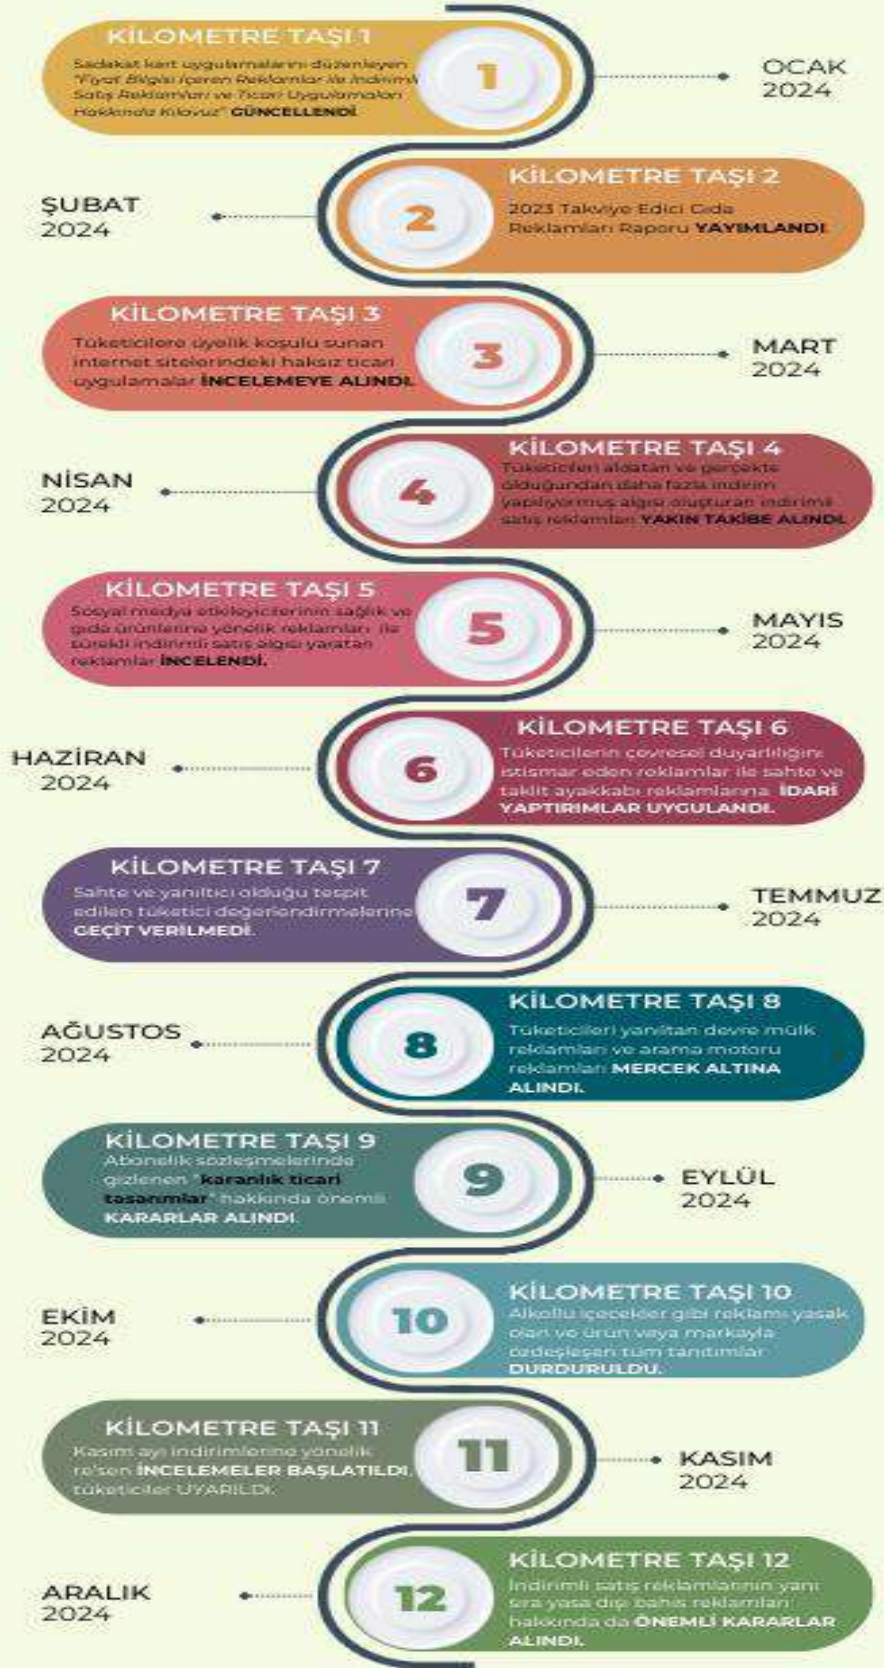 KİLOMETRE TAŞI 1
Sadakat kart uygulamalarını düzenleyen
"Fiyat Bilgisi İçeren Reklamlar ile İndirimli
Satış Reklamları ve Ticari Uygulamaları
Hakkında Kılavuz" GÜNCELLENDİ.
1
OCAK
2024
ŞUBAT
2024
2
KİLOMETRE TAŞI 2
2023 Takviye Edici Gıda
Reklamları Raporu YAYIMLANDI.
KİLOMETRE TAŞI 3
Tüketicilere üyelik koşulu sunan
internet sitelerindeki haksız ticari
uygulamalar İNCELEMEYE ALINDI.
3
MART
2024
NİSAN
2024
4
KİLOMETRE TAŞI 4
Tüketicileri aldatan ve gerçekte
olduğundan daha fazla indirim
yapılıyormuş algısı oluşturan indirimli
satış reklamları YAKIN TAKİBE ALINDI.
KİLOMETRE TAŞI 5
Sosyal medya etkileyicilerinin sağlık ve
gıda ürünlerine yönelik reklamları ile
sürekli indirimli satış algısı yaratan
reklamlar İNCELENDİ.
5
MAYIS
2024
HAZİRAN
2024
6
KİLOMETRE TAŞI 6
Tüketicilerin çevresel duyarlılığını
istismar eden reklamlar ile sahte ve
taklit ayakkabı reklamlarına İDARİ
YAPTIRIMLAR UYGULANDI.
KİLOMETRE TAŞI 7
Sahte ve yanıltıcı olduğu tespit
edilen tüketici değerlendirmelerine
GEÇİT VERİLMEDİ.
7
TEMMUZ
2024
AĞUSTOS
2024
8
KİLOMETRE TAŞI 8
Tüketicileri yanıltan devre mülk
reklamları ve arama motoru
reklamları MERCEK ALTINA
ALINDI.
KİLOMETRE TAŞI 9
Abonelik sözleşmelerinde
gizlenen "karanlık ticari
tasarımlar" hakkında önemli
KARARLAR ALINDI.
9
EYLÜL
2024
EKİM
2024
10
KİLOMETRE TAŞI 10
Alkollü içecekler gibi reklamı yasak
olan ve ürün veya markayla
özdeşleşen tüm tanıtımlar
DURDURULDU.
KİLOMETRE TAŞI 11
Kasım ayı indirimlerine yönelik
re'sen İNCELEMELER BAŞLATILDI,
tüketiciler UYARILDI.
11
KASIM
2024
ARALIK
2024
12
KİLOMETRE TAŞI 12
İndirimli satış reklamlarının yanı
sıra yasa dışı bahis reklamları
hakkında da ÖNEMLİ KARARLAR
ALINDI.